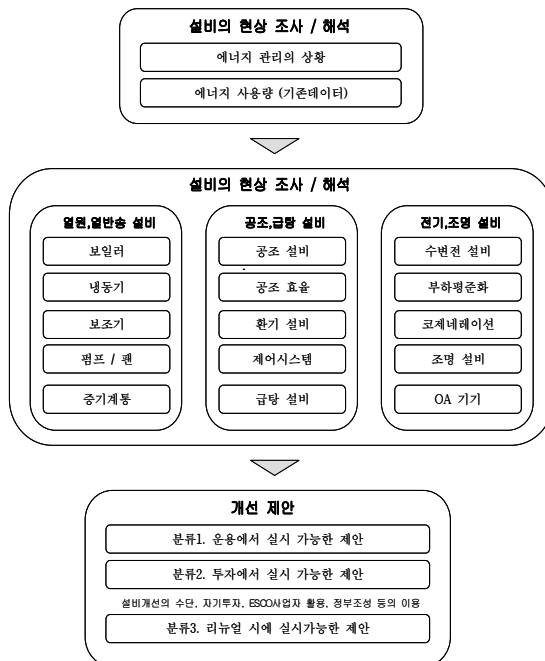 설비의 현상 조사 / 해석
에너지 관리의 상황
에너지 사용량 (기존데이터)
설비의 현상 조사 / 해석
열원,열반송 설비
보일러
냉동기
보조기
펌프 / 팬
증기계통
공조,급탕 설비
공조 설비
공조 효율
환기 설비
제어시스템
급탕 설비
전기,조명 설비
수변전 설비
부하평준화
코제네레이션
조명 설비
OA 기기
개선 제안
분류1. 운용에서 실시 가능한 제안
분류2. 투자에서 실시 가능한 제안
설비개선의 수단, 자기투자, ESCO사업자 활용, 정부조성 등의 이용
분류3. 리뉴얼 시에 실시가능한 제안